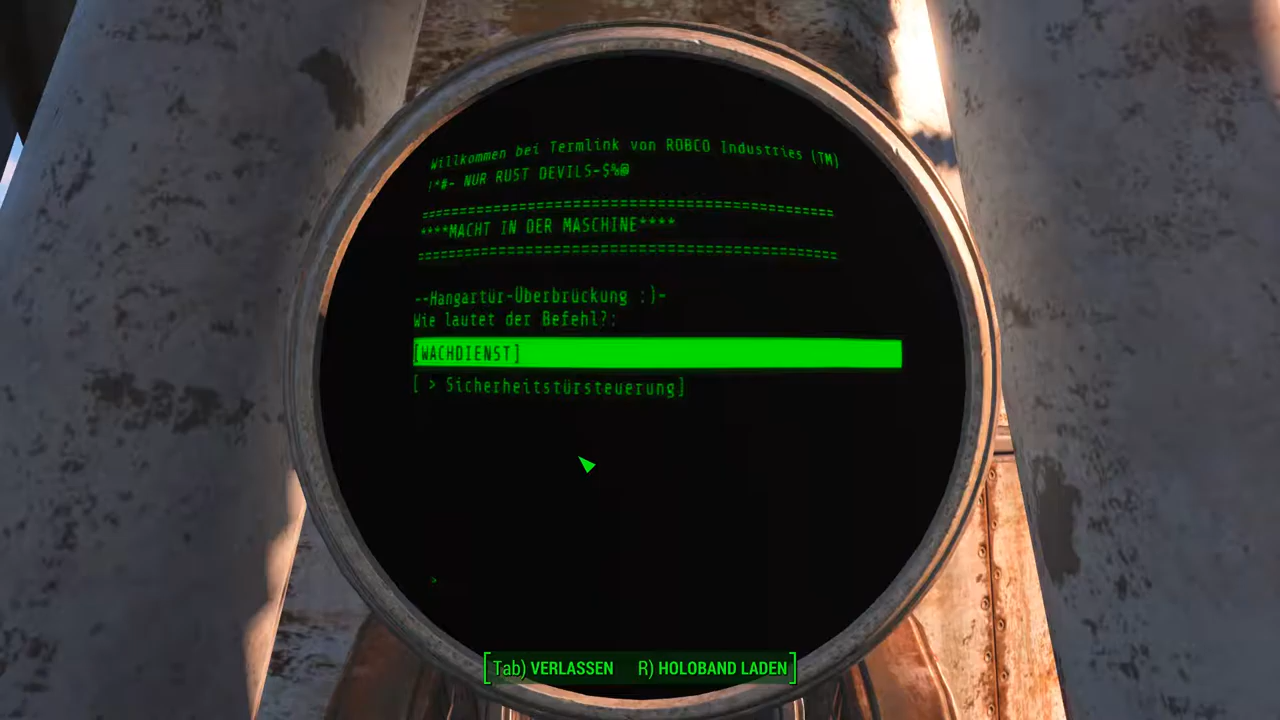 Willkommen bei Termlink von ROBCO Industries (TM)
!*#- NUR RUST DEVILS-$%@
==============================================
****MACHT IN DER MASCHINE****
==============================================
--Hangartür-Überbrückung :)-
Wie lautet der Befehl?:
[WACHDIENST]
[ > Sicherheitstürsteuerung]
>
[Tab) VERLASSEN R) HOLOBAND LADEN]